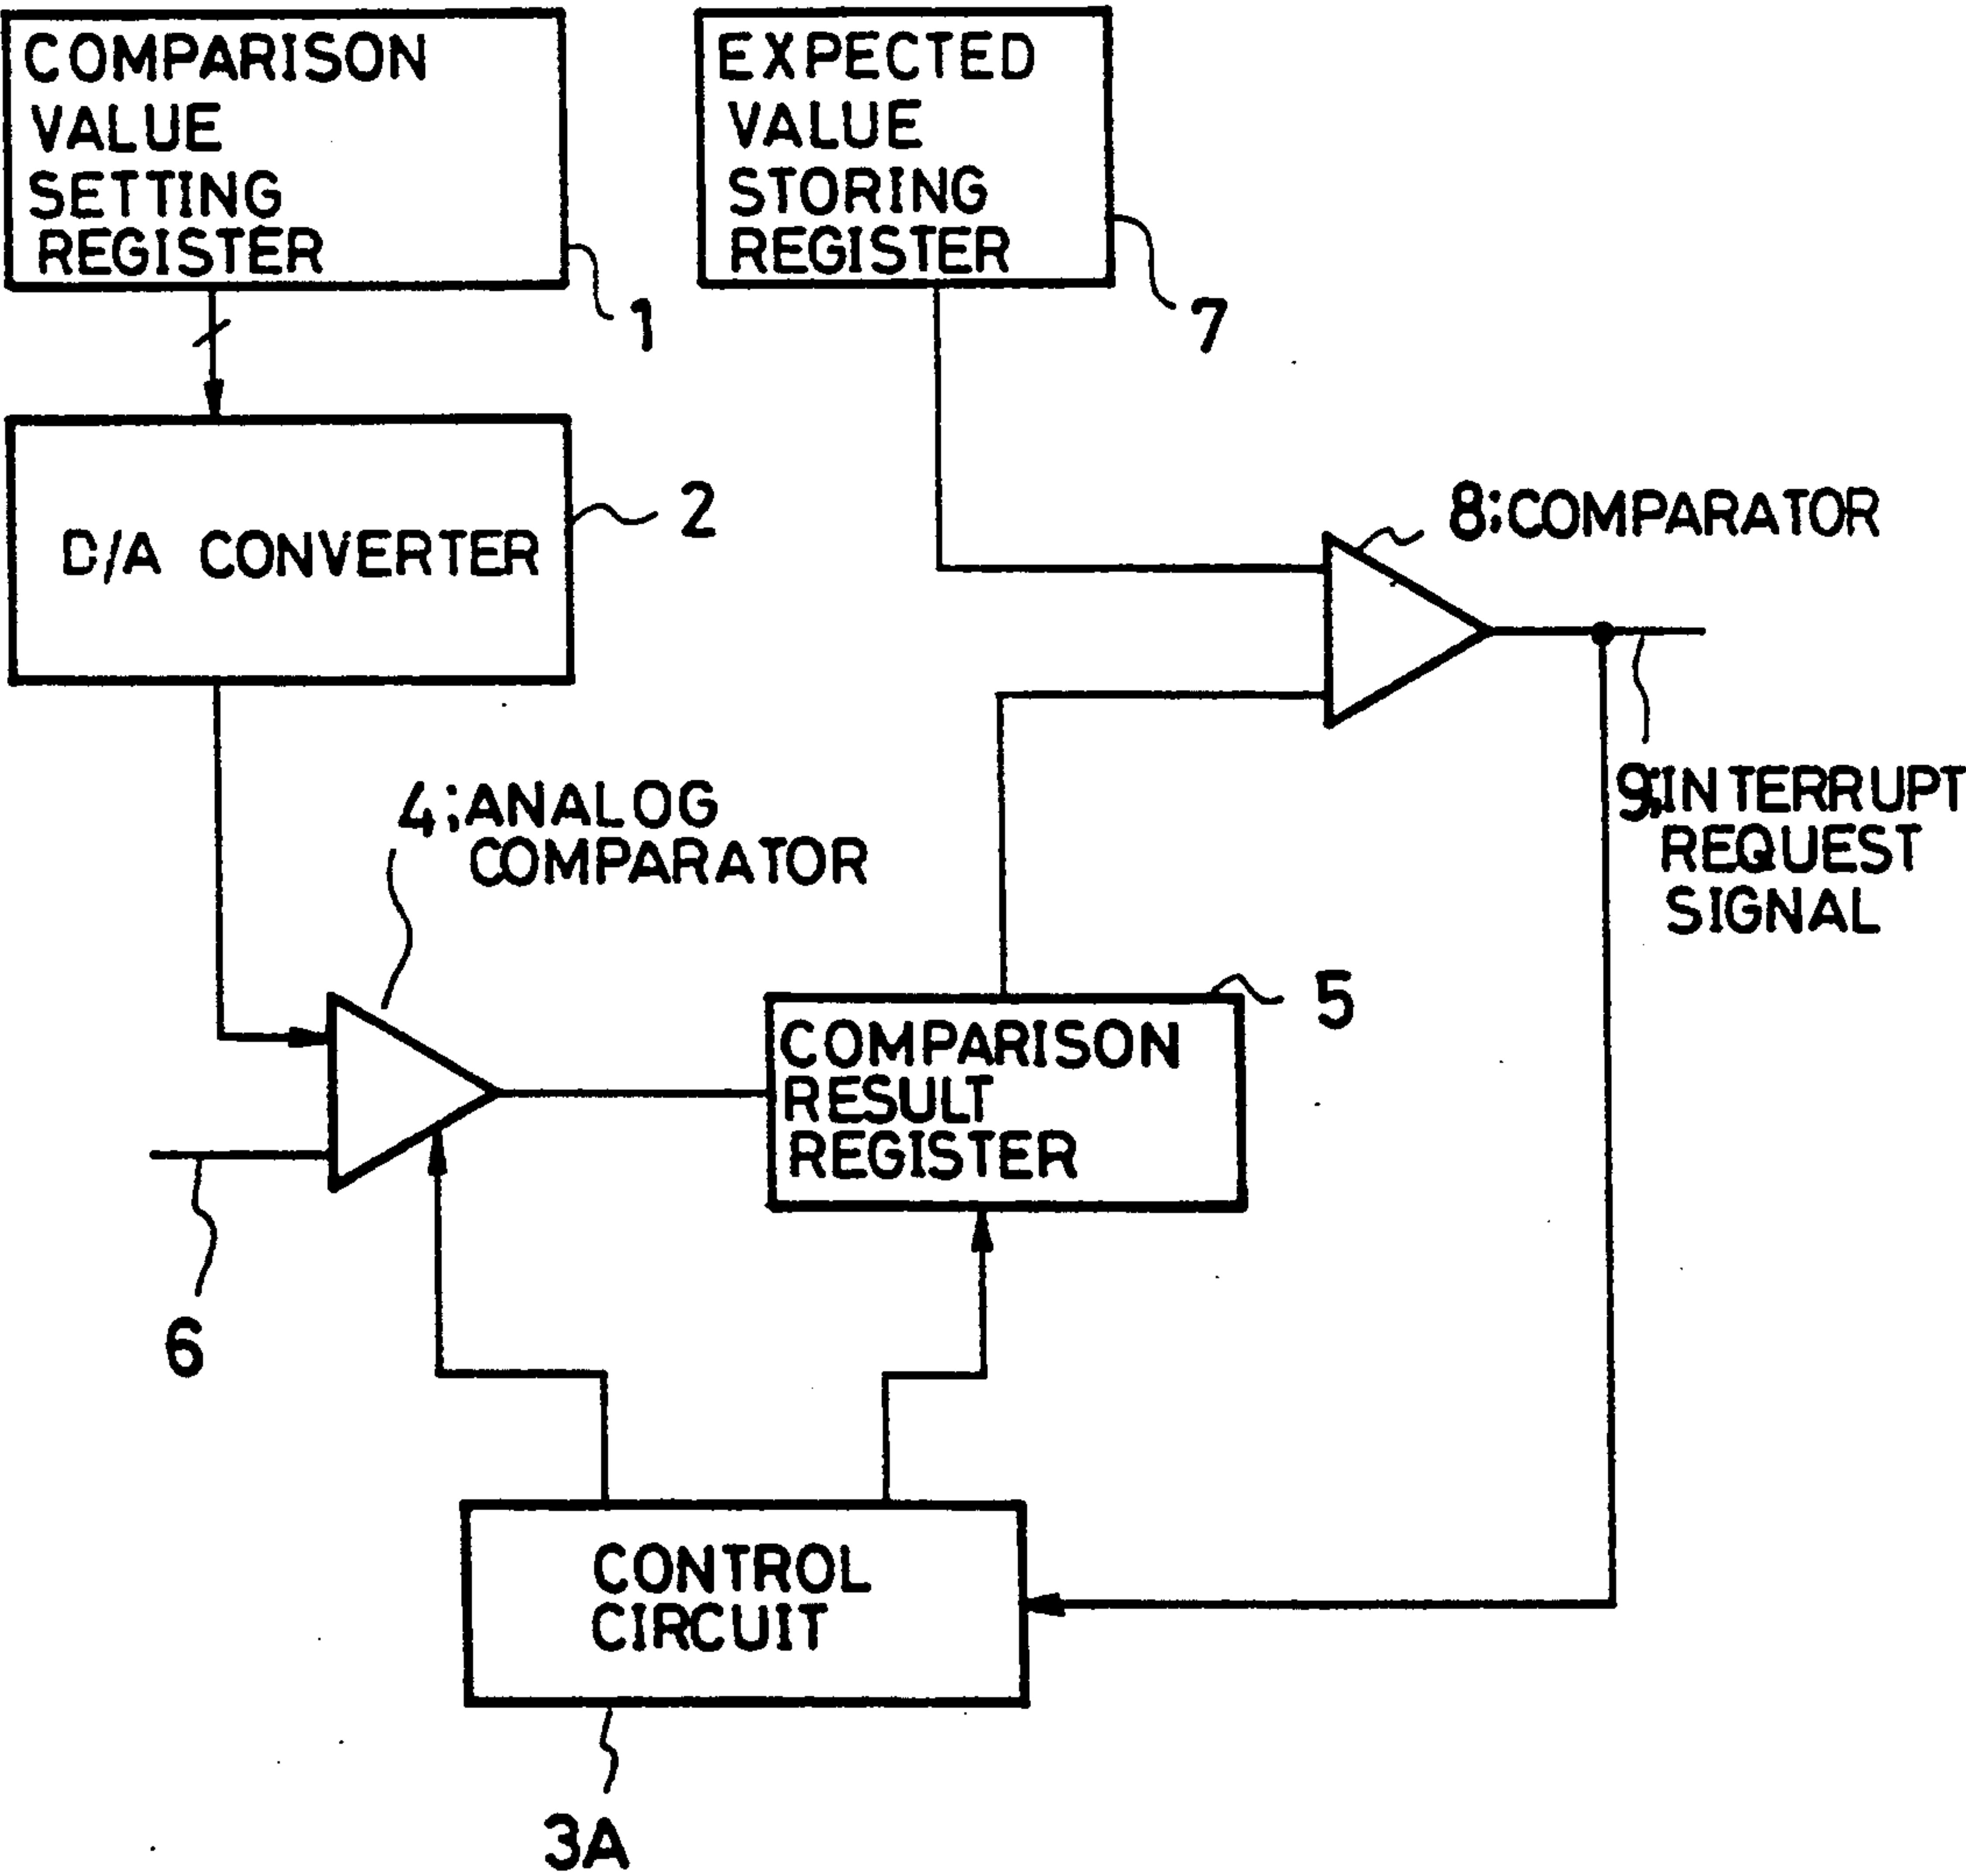 COMPARISON
VALUE
SETTING
REGISTER
1
EXPECTED
VALUE
STORING
REGISTER
7
D/A CONVERTER
2
8;COMPARATOR
9;INTERRUPT
REQUEST
SIGNAL
4;ANALOG
COMPARATOR
5
COMPARISON
RESULT
REGISTER
6
CONTROL
CIRCUIT
3A